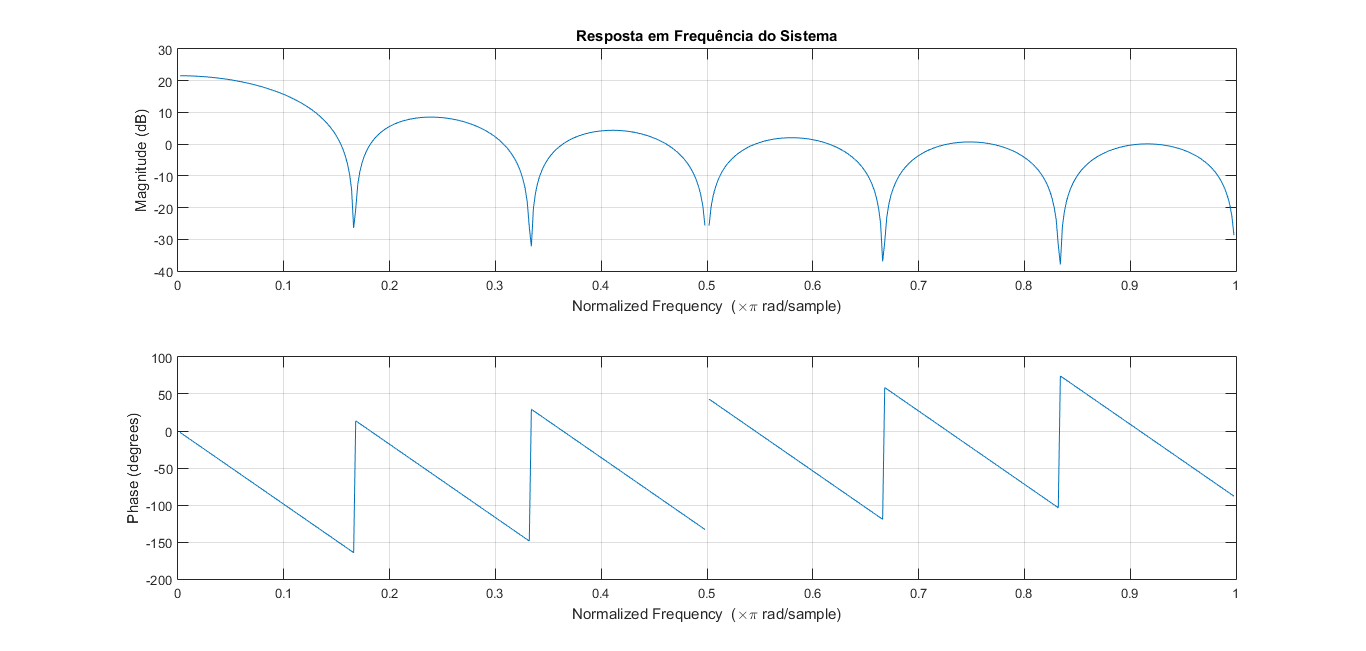 Resposta em Frequência do Sistema
30
20
10
0
-10
-20
-30
-40
Magnitude (dB)
0 0.1 0.2 0.3 0.4 0.5 0.6 0.7 0.8 0.9 1
Normalized Frequency (×π rad/sample)
100
50
0
-50
-100
-150
-200
Phase (degrees)
0 0.1 0.2 0.3 0.4 0.5 0.6 0.7 0.8 0.9 1
Normalized Frequency (×π rad/sample)